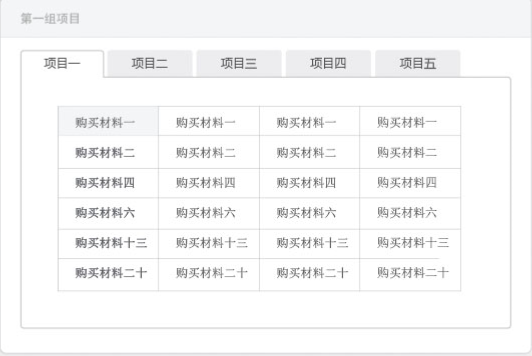 第一组项目
项目一 项目二 项目三 项目四 项目五
购买材料一 购买材料一 购买材料一 购买材料一
购买材料二 购买材料二 购买材料二 购买材料二
购买材料四 购买材料四 购买材料四 购买材料四
购买材料六 购买材料六 购买材料六 购买材料六
购买材料十三 购买材料十三 购买材料十三 购买材料十三
购买材料二十 购买材料二十 购买材料二十 购买材料二十